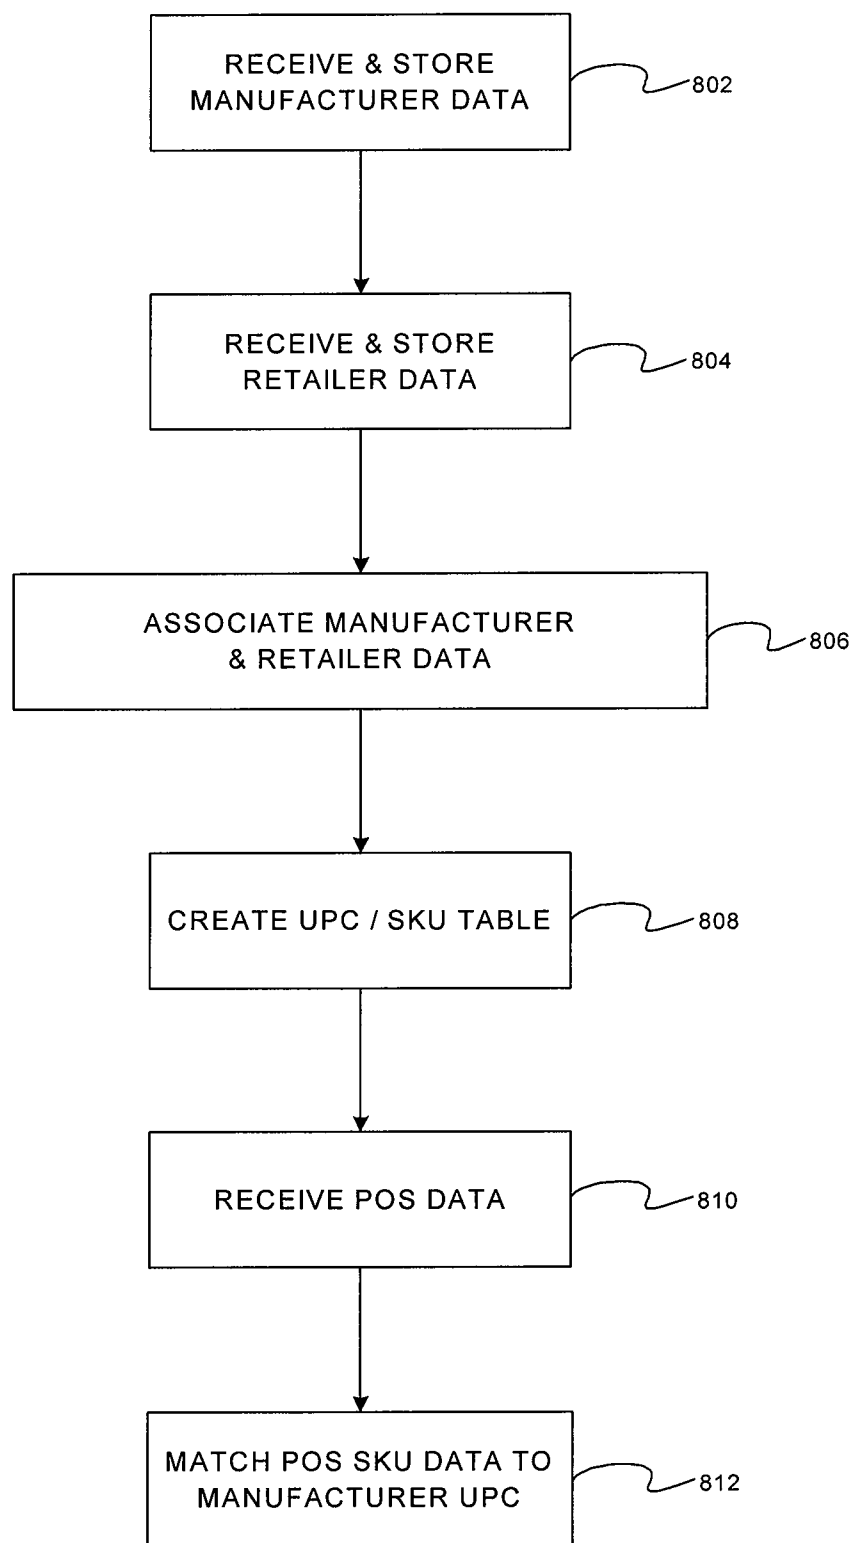 RECEIVE & STORE
MANUFACTURER DATA
802
RECEIVE & STORE
RETAILER DATA
804
ASSOCIATE MANUFACTURER
& RETAILER DATA
806
CREATE UPC / SKU TABLE
808
RECEIVE POS DATA
810
MATCH POS SKU DATA TO
MANUFACTURER UPC
812